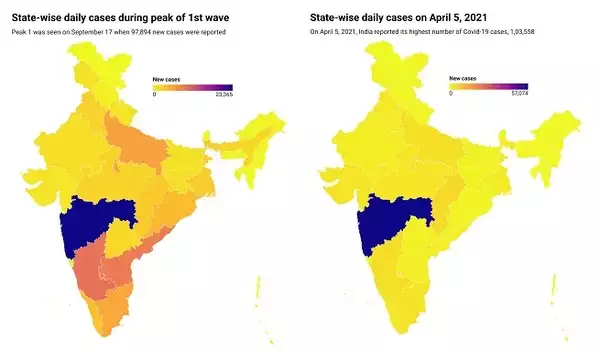 State-wise daily cases during peak of 1st wave
Peak 1 was seen on September 17 when 97,894 new cases were reported
New cases
0 23,365
State-wise daily cases on April 5, 2021
On April 5, 2021, India reported its highest number of Covid-19 cases, 1,03,558
New cases
0 57,074